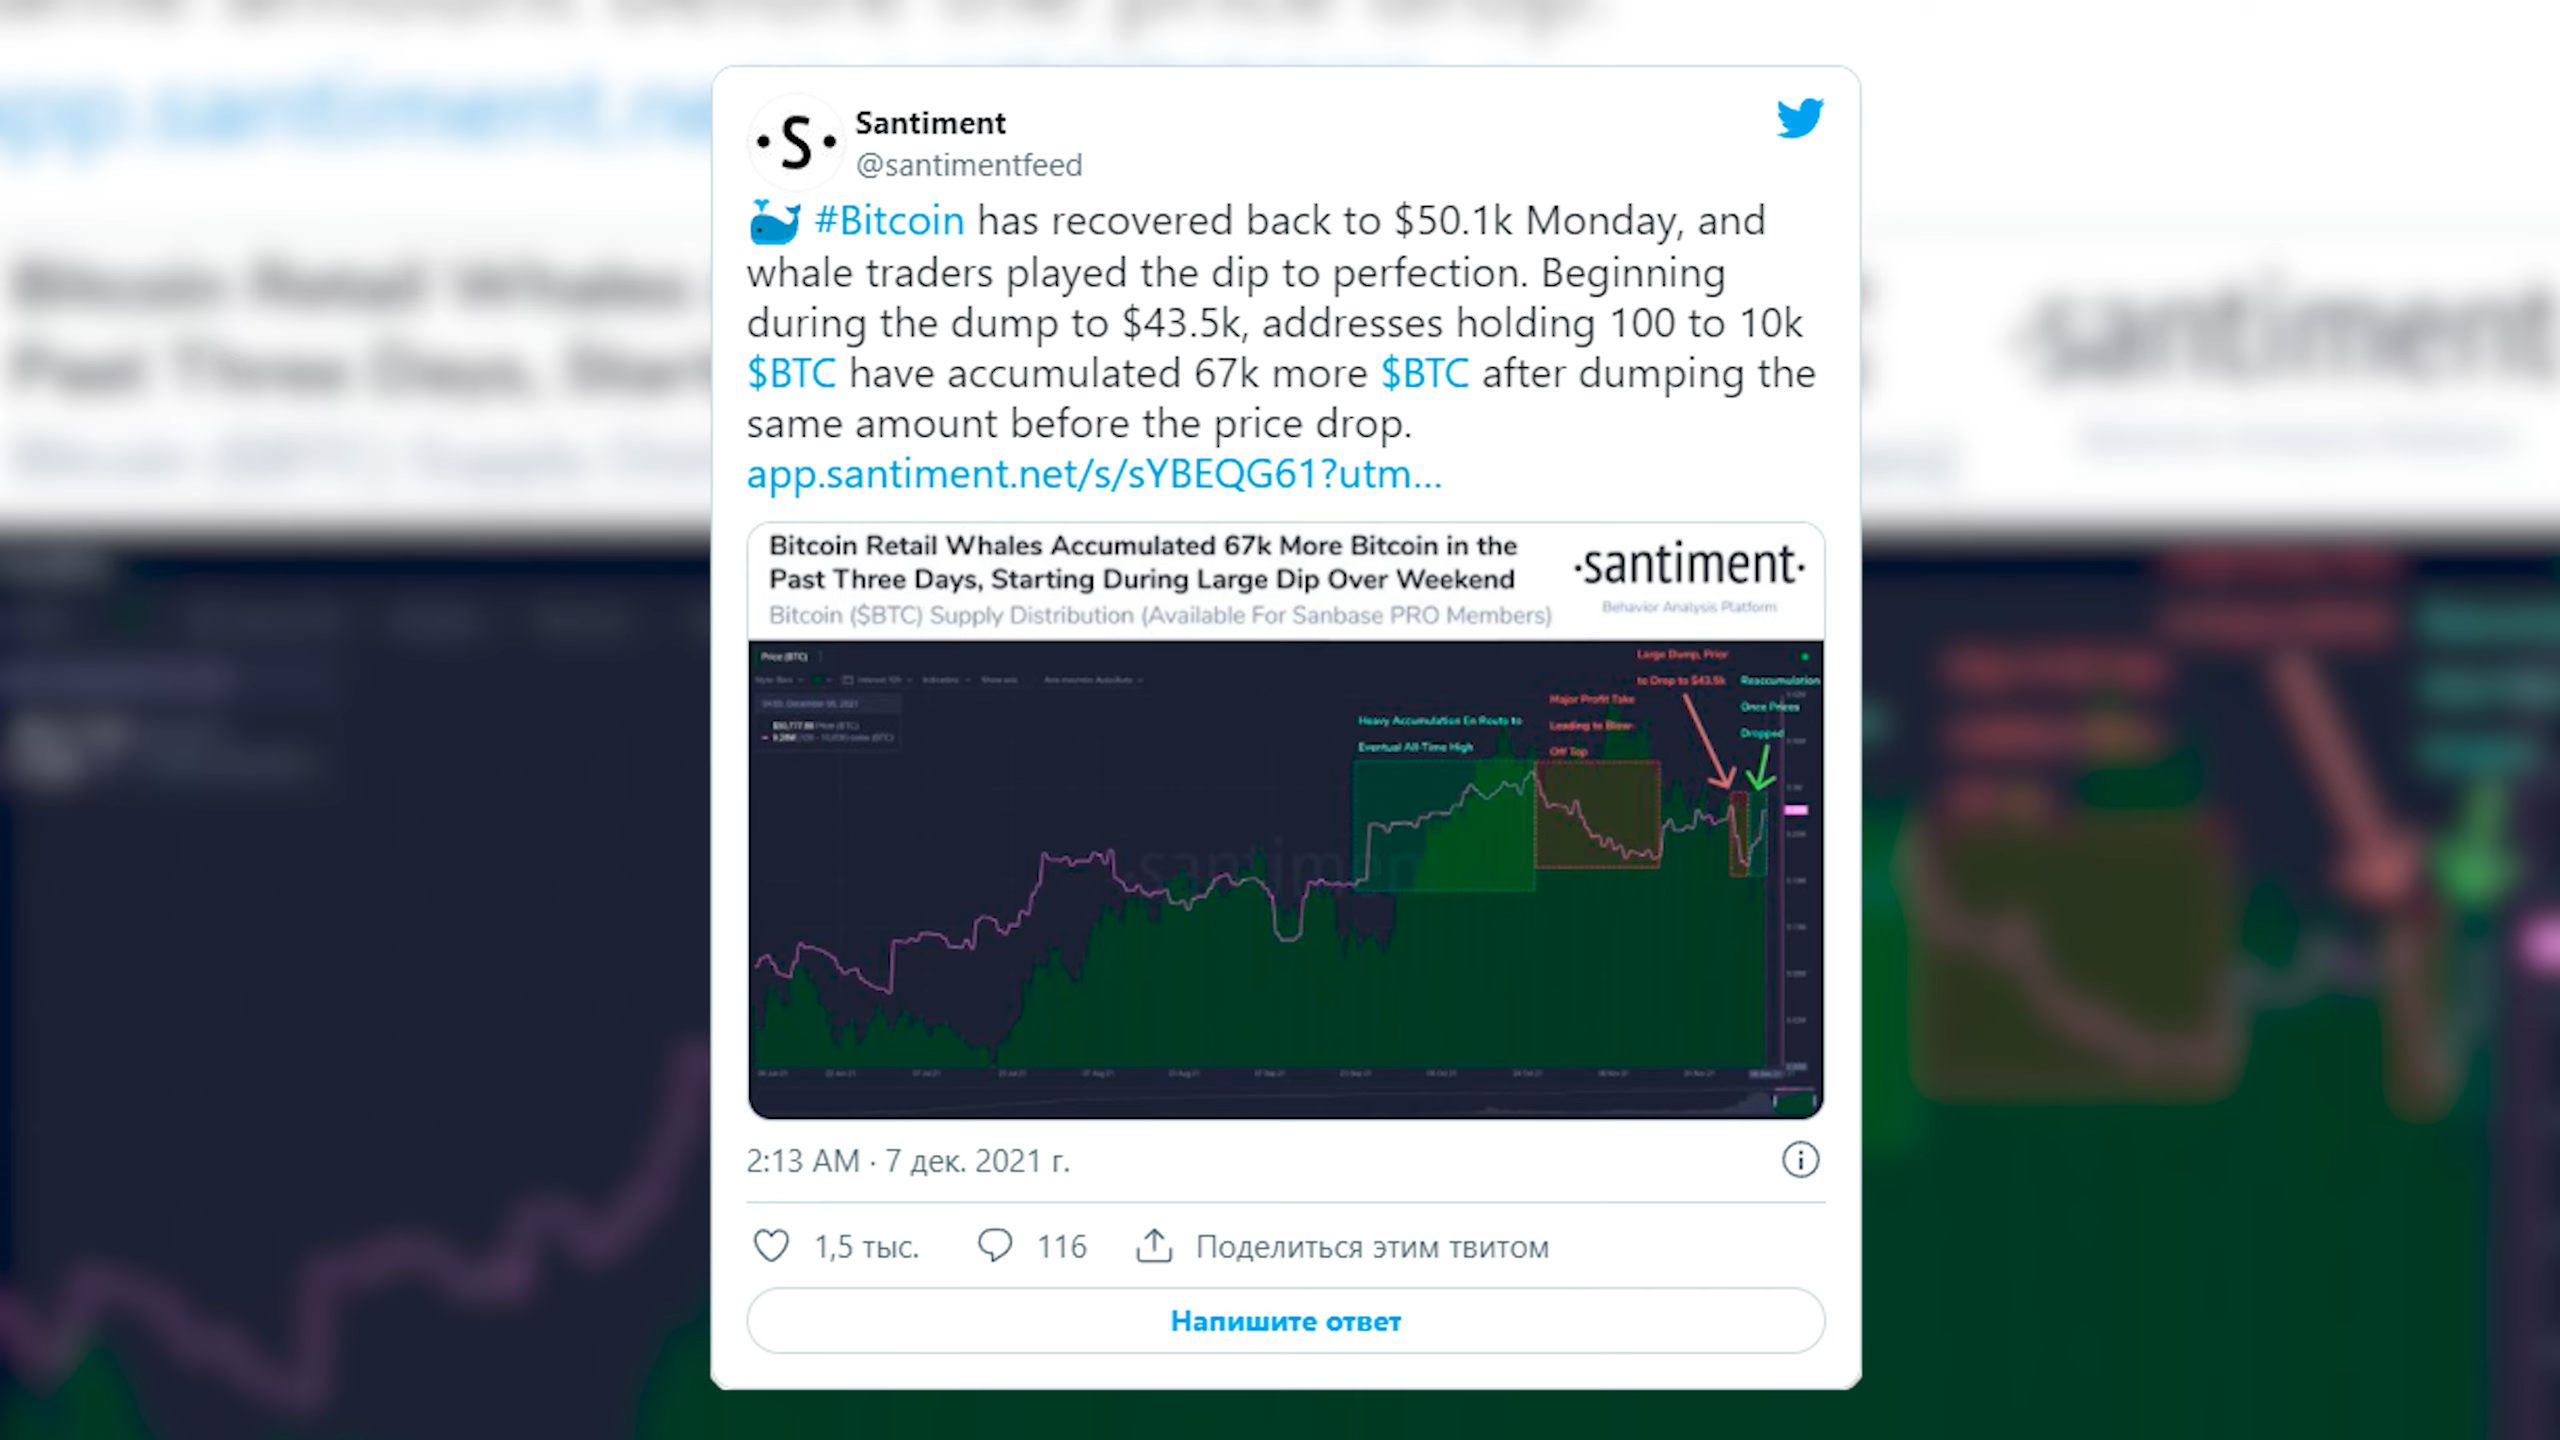 Santiment
@santimentfeed
#Bitcoin has recovered back to $50.1k Monday, and
whale traders played the dip to perfection. Beginning
during the dump to $43.5k, addresses holding 100 to 10k
$BTC have accumulated 67k more $BTC after dumping the
same amount before the price drop.
app.santiment.net/s/sYBEQG61?utm...
Bitcoin Retail Whales Accumulated 67k More Bitcoin in the
Past Three Days, Starting During Large Dip Over Weekend
Bitcoin ($BTC) Supply Distribution (Available For Sanbase PRO Members)
·santiment·
Behavior Analysis Platform
Price (BTC)
Large Dump, Prior
to Drop to $43.5k
Reaccumulation
Once Prices
Dropped
Major Profit Take
Leading to Blow-
Off Top
Heavy Accumulation En Route to
Eventual All-Time High
santimen
2:13 AM · 7 дек. 2021 г.
1,5 тыс.
116
Поделиться этим твитом
Напишите ответ